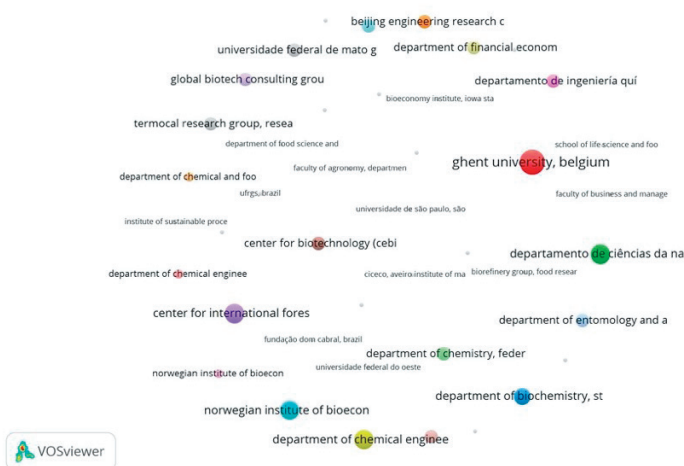 beijing engineering research c
universidade federal de mato g
department of financial.econom
global biotech consulting grou
departamento de ingeniería quí
bioeconomy institute, iowa sta
termocal research group, resea
department of food science and
school of life science and foo
ghent university, belgium
faculty of agronomy, departmen
department of chemical and foo
ufrgs, brazil
faculty of business and manage
universidade de são paulo, são
institute of sustainable proce
center for biotechnology (cebi
departamento de ciências da na
department of chemical enginee
ciceco, aveiro institute of ma
biorefinery group, food resear
center for international fores
department of entomology and a
fundação dom cabral, brazil
department of chemistry, feder
universidade federal do oeste
norwegian institute of bioecon
department of biochemistry, st
norwegian institute of bioecon
department of chemical enginee
VOSviewer